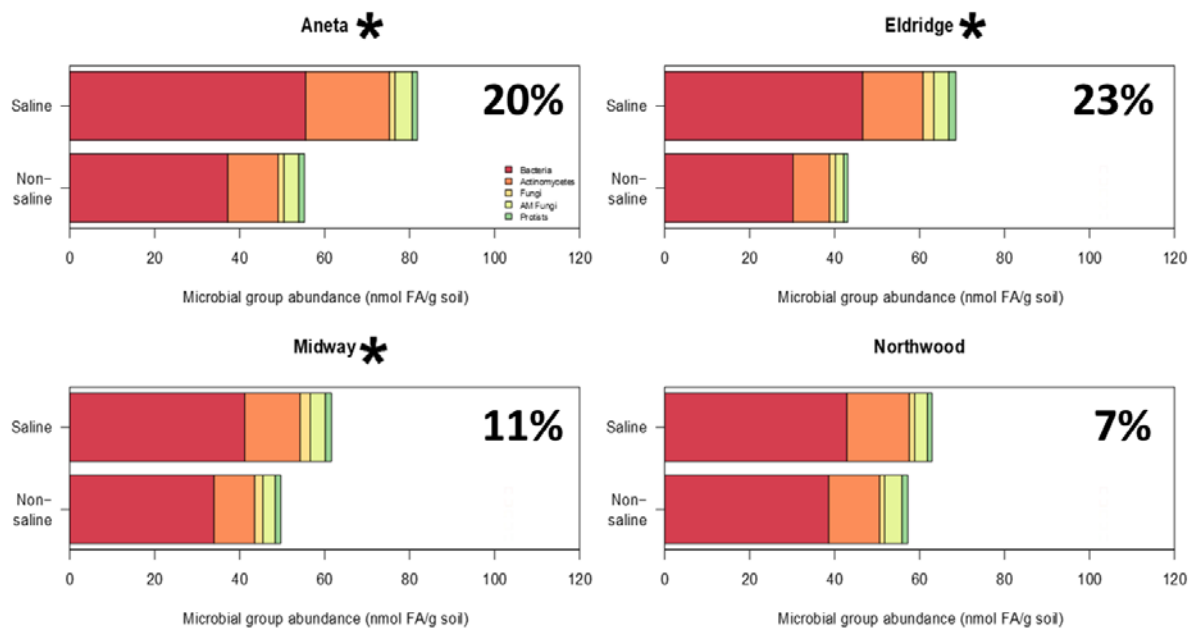 Aneta *
Saline
Non-
saline
20%
Bacteria
Actinomycetes
Fungi
AM Fungi
Protists
0 20 40 60 80 100 120
Microbial group abundance (nmol FA/g soil)
Eldridge *
Saline
Non-
saline
23%
0 20 40 60 80 100 120
Microbial group abundance (nmol FA/g soil)
Midway *
Saline
Non-
saline
11%
0 20 40 60 80 100 120
Microbial group abundance (nmol FA/g soil)
Northwood
Saline
Non-
saline
7%
0 20 40 60 80 100 120
Microbial group abundance (nmol FA/g soil)